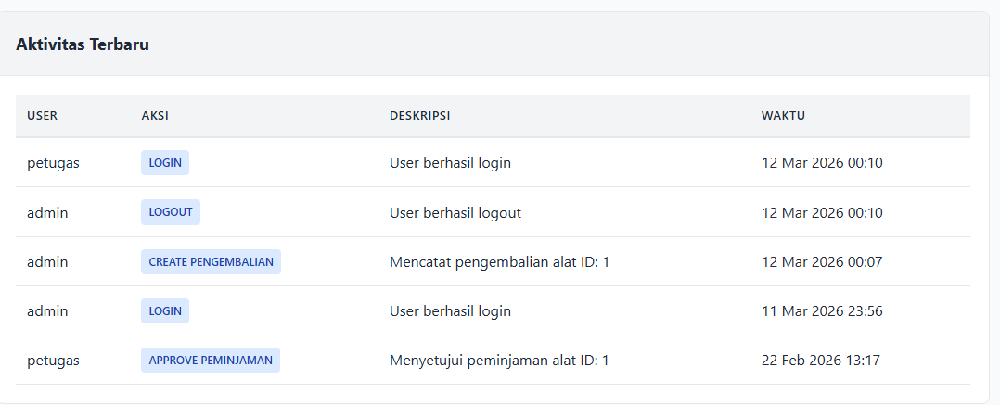 Aktivitas Terbaru
USER AKSI DESKRIPSI WAKTU
petugas LOGIN User berhasil login 12 Mar 2026 00:10
admin LOGOUT User berhasil logout 12 Mar 2026 00:10
admin CREATE PENGEMBALIAN Mencatat pengembalian alat ID: 1 12 Mar 2026 00:07
admin LOGIN User berhasil login 11 Mar 2026 23:56
petugas APPROVE PEMINJAMAN Menyetujui peminjaman alat ID: 1 22 Feb 2026 13:17